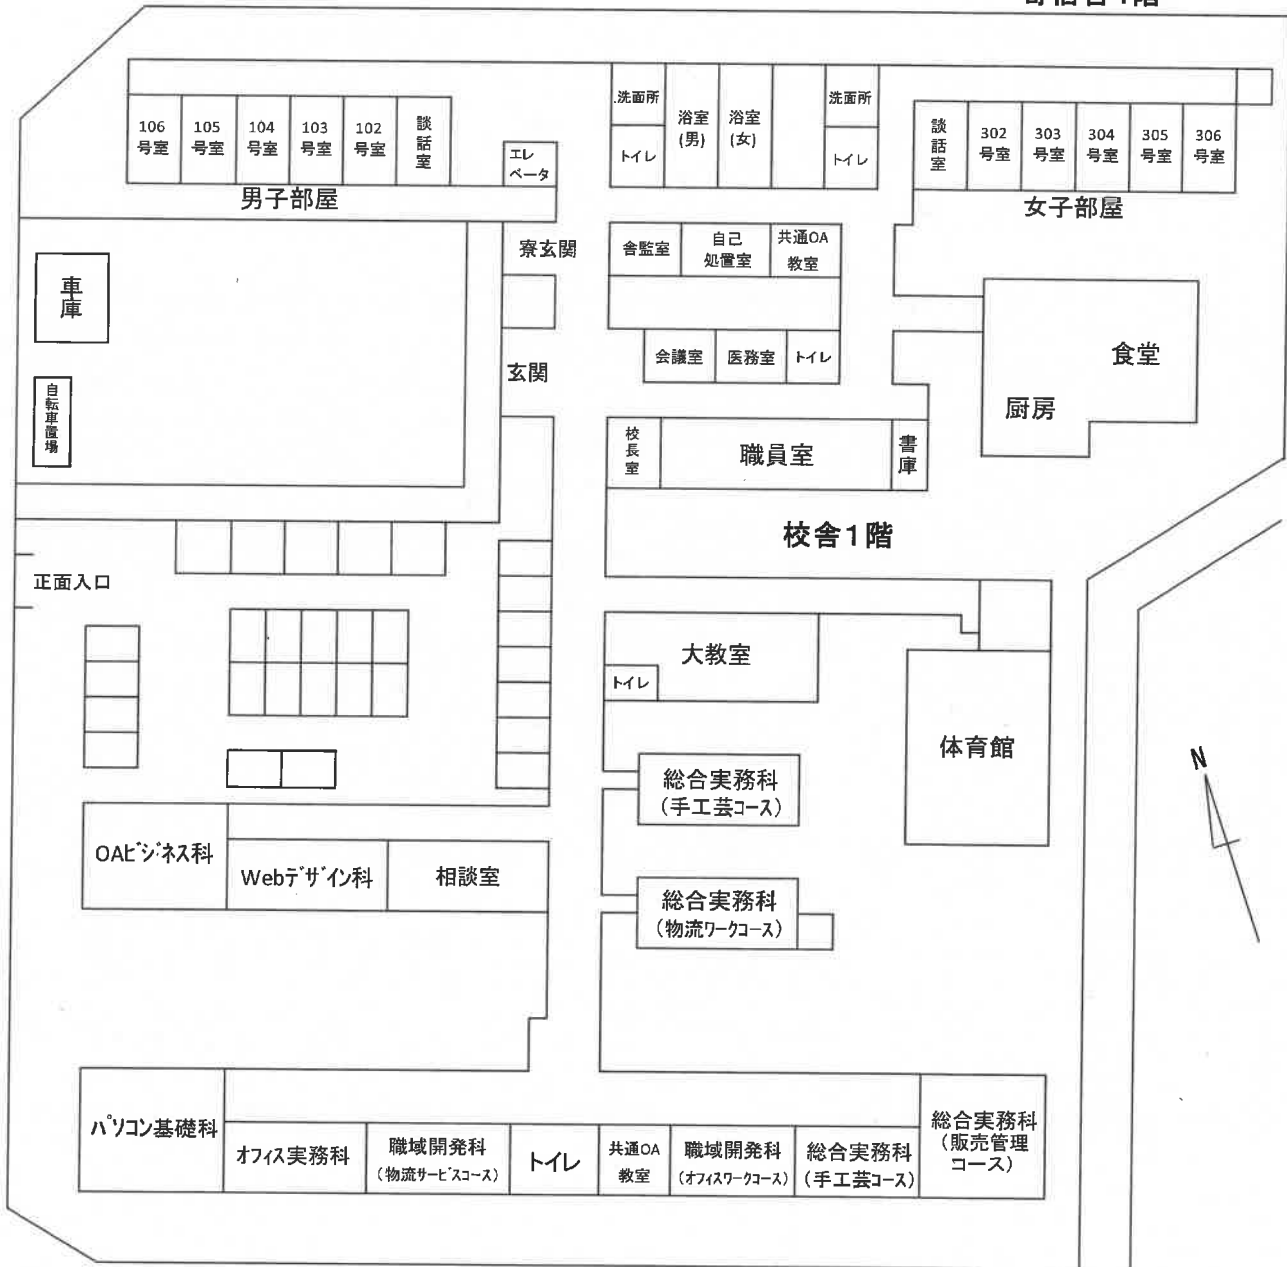 洗面所
浴室
(男)
浴室
(女)
洗面所
トイレ
トイレ
106
号室
105
号室
104
号室
103
号室
102
号室
談話室
エレ
ベータ
談話室
302
号室
303
号室
304
号室
305
号室
306
号室
男子部屋
女子部屋
寮玄関
舎監室
自己
処置室
共通OA
教室
車庫
玄関
会議室
医務室
トイレ
食堂
厨房
自転車置場
校長室
職員室
書庫
校舎1階
正面入口
大教室
トイレ
体育館
N
総合実務科
（手工芸コース）
OAビジネス科
Webデザイン科
相談室
総合実務科
（物流ワークコース）
パソコン基礎科
オフィス実務科
職域開発科
（物流サービスコース）
トイレ
共通OA
教室
職域開発科
（オフィスワークコース）
総合実務科
（手工芸コース）
総合実務科
（販売管理
コース）